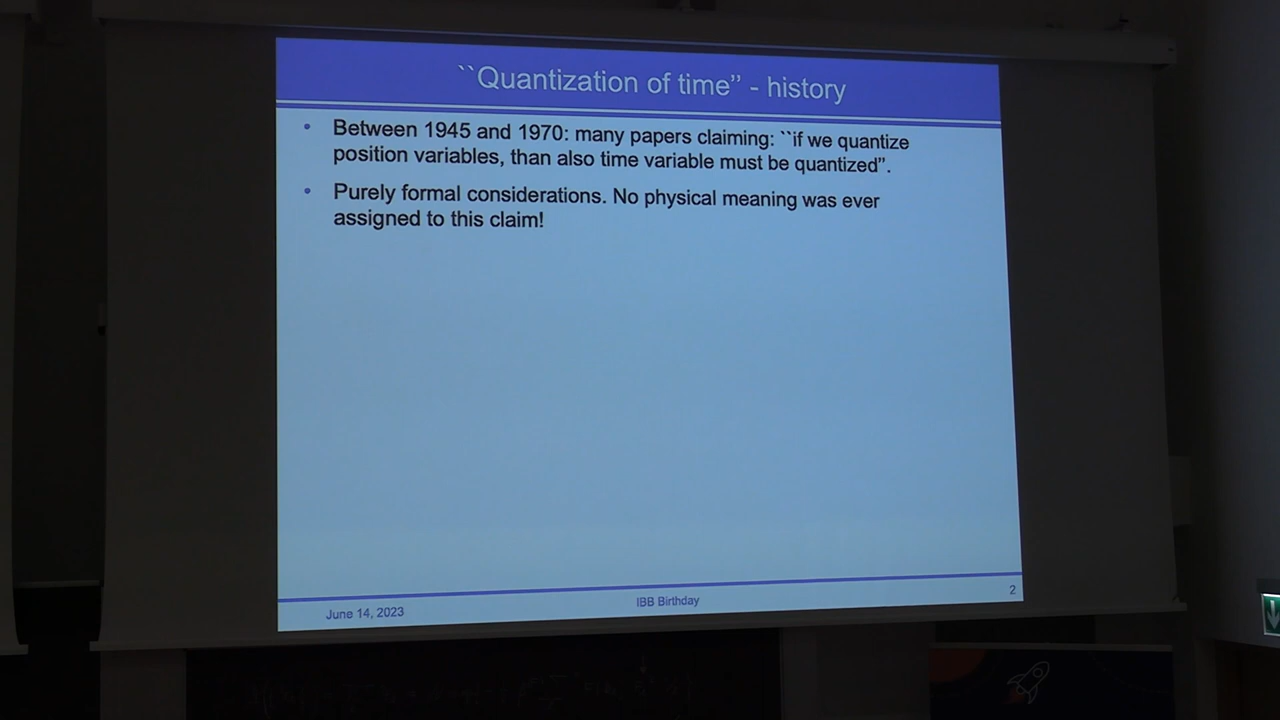 ``Quantization of time’’ - history
• Between 1945 and 1970: many papers claiming: ``if we quantize
position variables, than also time variable must be quantized’’.
• Purely formal considerations. No physical meaning was ever
assigned to this claim!
June 14, 2023
IBB Birthday
2